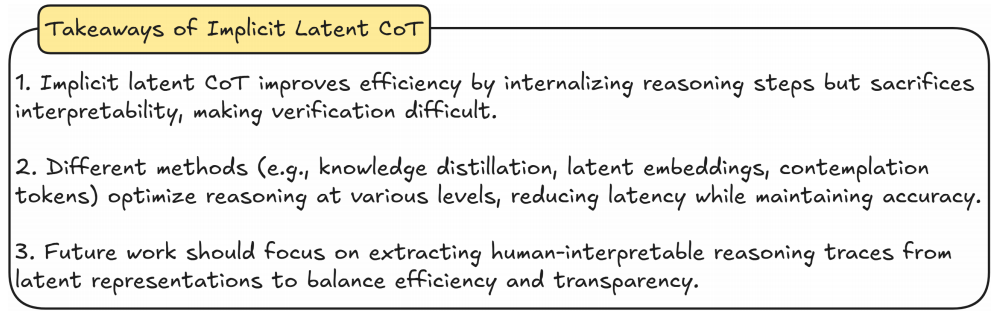 Takeaways of Implicit Latent CoT
1. Implicit latent CoT improves efficiency by internalizing reasoning steps but sacrifices
interpretability, making verification difficult.
2. Different methods (e.g., knowledge distillation, latent embeddings, contemplation
tokens) optimize reasoning at various levels, reducing latency while maintaining accuracy.
3. Future work should focus on extracting human-interpretable reasoning traces from
latent representations to balance efficiency and transparency.